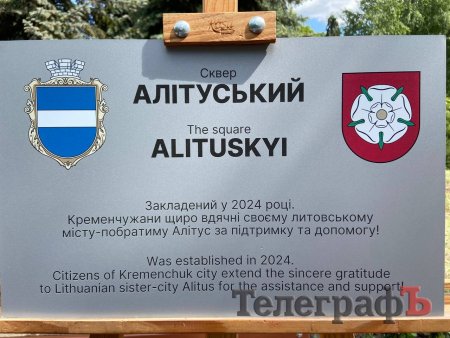 Сквер
АЛІТУСЬКИЙ
The square
ALITUSKYI
Закладений у 2024 році.
Кременчужани щиро вдячні своєму литовському
місту-побратиму Алітус за підтримку та допомогу!
Was established in 2024.
Citizens of Kremenchuk city extend the sincere gratitude
to Lithuanian sister-city Alitus for the assistance and support!
ТелеграфЪ